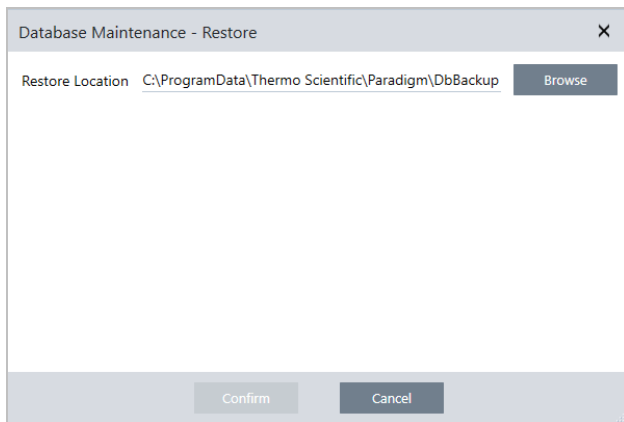 Database Maintenance - Restore
Restore Location C:\ProgramData\Thermo Scientific\Paradigm\DbBackup Browse
Confirm Cancel